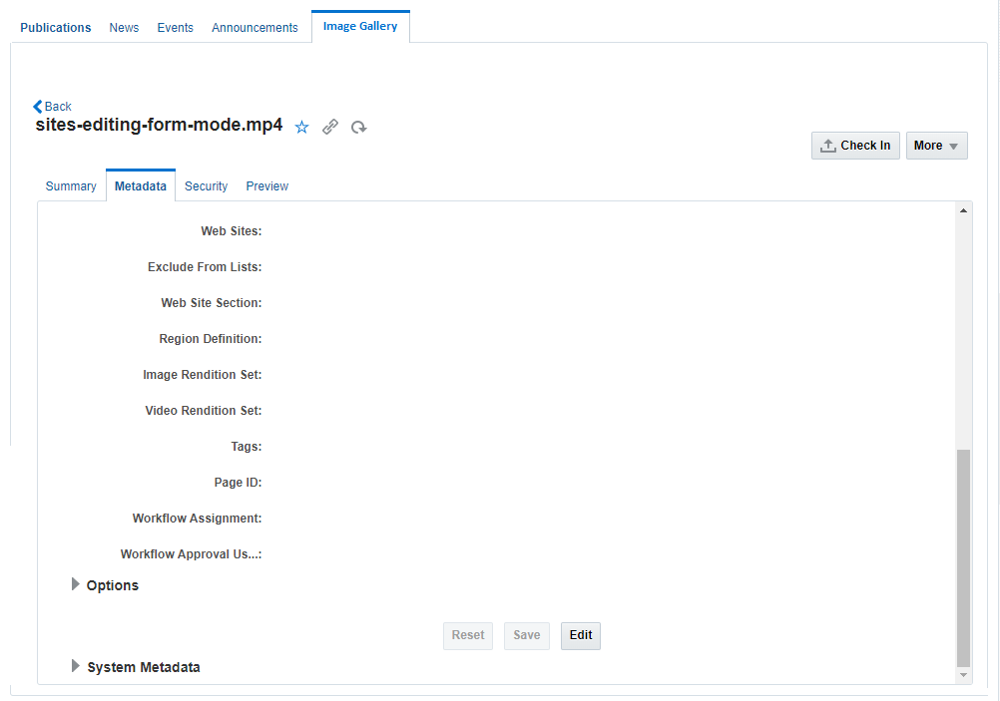 Publications News Events Announcements Image Gallery
Back
sites-editing-form-mode.mp4
Check In More
Summary Metadata Security Preview
Web Sites:
Exclude From Lists:
Web Site Section:
Region Definition:
Image Rendition Set:
Video Rendition Set:
Tags:
Page ID:
Workflow Assignment:
Workflow Approval Us...:
Options
Reset Save Edit
System Metadata